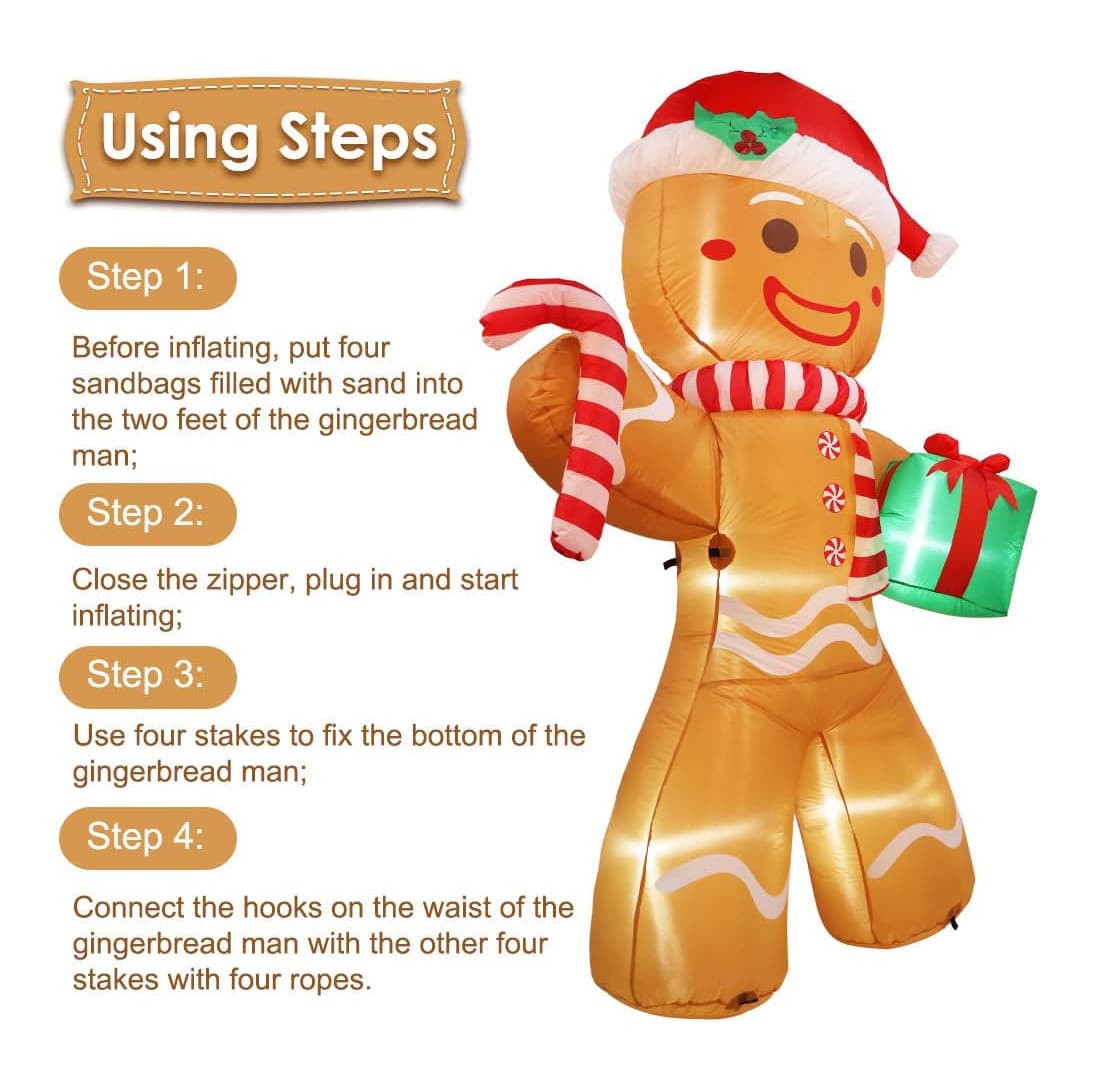 Using Steps
Step 1:
Before inflating, put four
sandbags filled with sand into
the two feet of the gingerbread
man;
Step 2:
Close the zipper, plug in and start
inflating;
Step 3:
Use four stakes to fix the bottom of the
gingerbread man;
Step 4:
Connect the hooks on the waist of the
gingerbread man with the other four
stakes with four ropes.